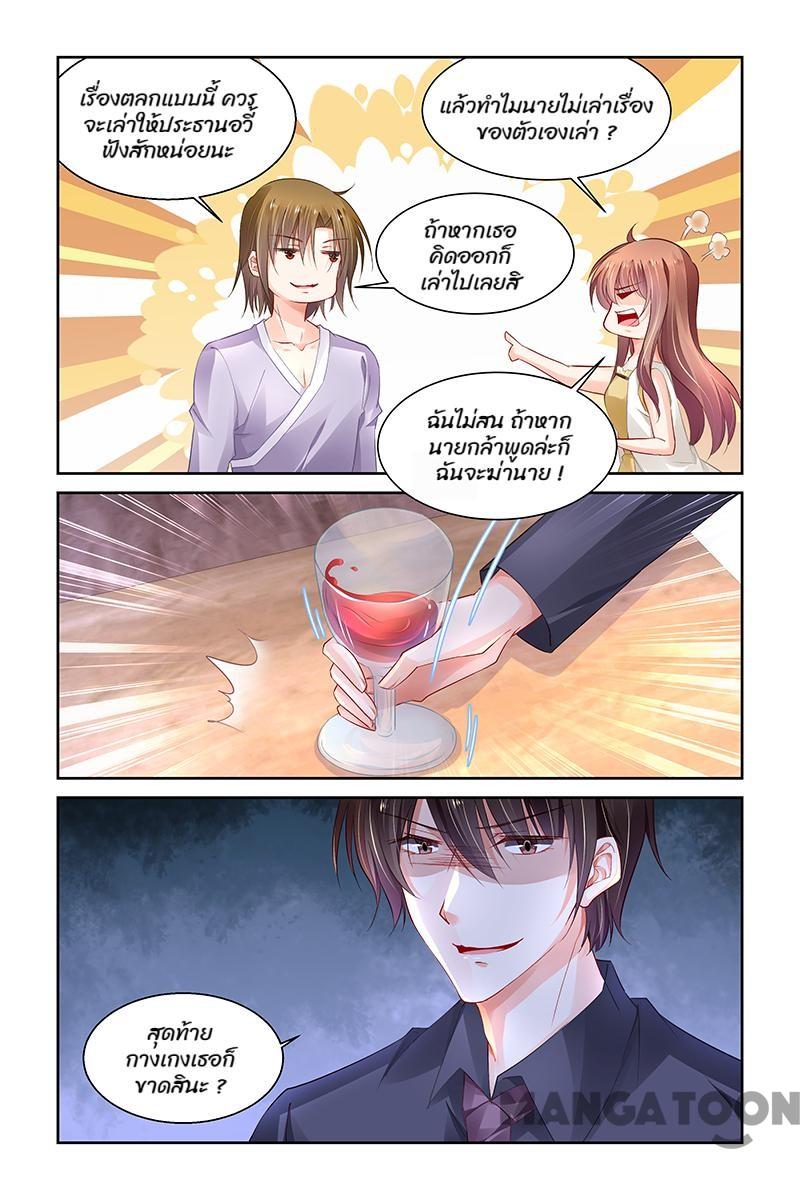 เรื่องตลกแบบนี้ ควร
จะเล่าให้ประธานอวี้
ฟังสักหน่อยนะ
แล้วทำไมนายไม่เล่าเรื่อง
ของตัวเองเล่า ?
ถ้าหากเธอ
คิดออกก็
เล่าไปเลยสิ
ฉันไม่สน ถ้าหาก
นายกล้าพูดล่ะก็
ฉันจะฆ่านาย !
สุดท้าย
กางเกงเธอก็
ขาดสินะ ?
MANGATOON